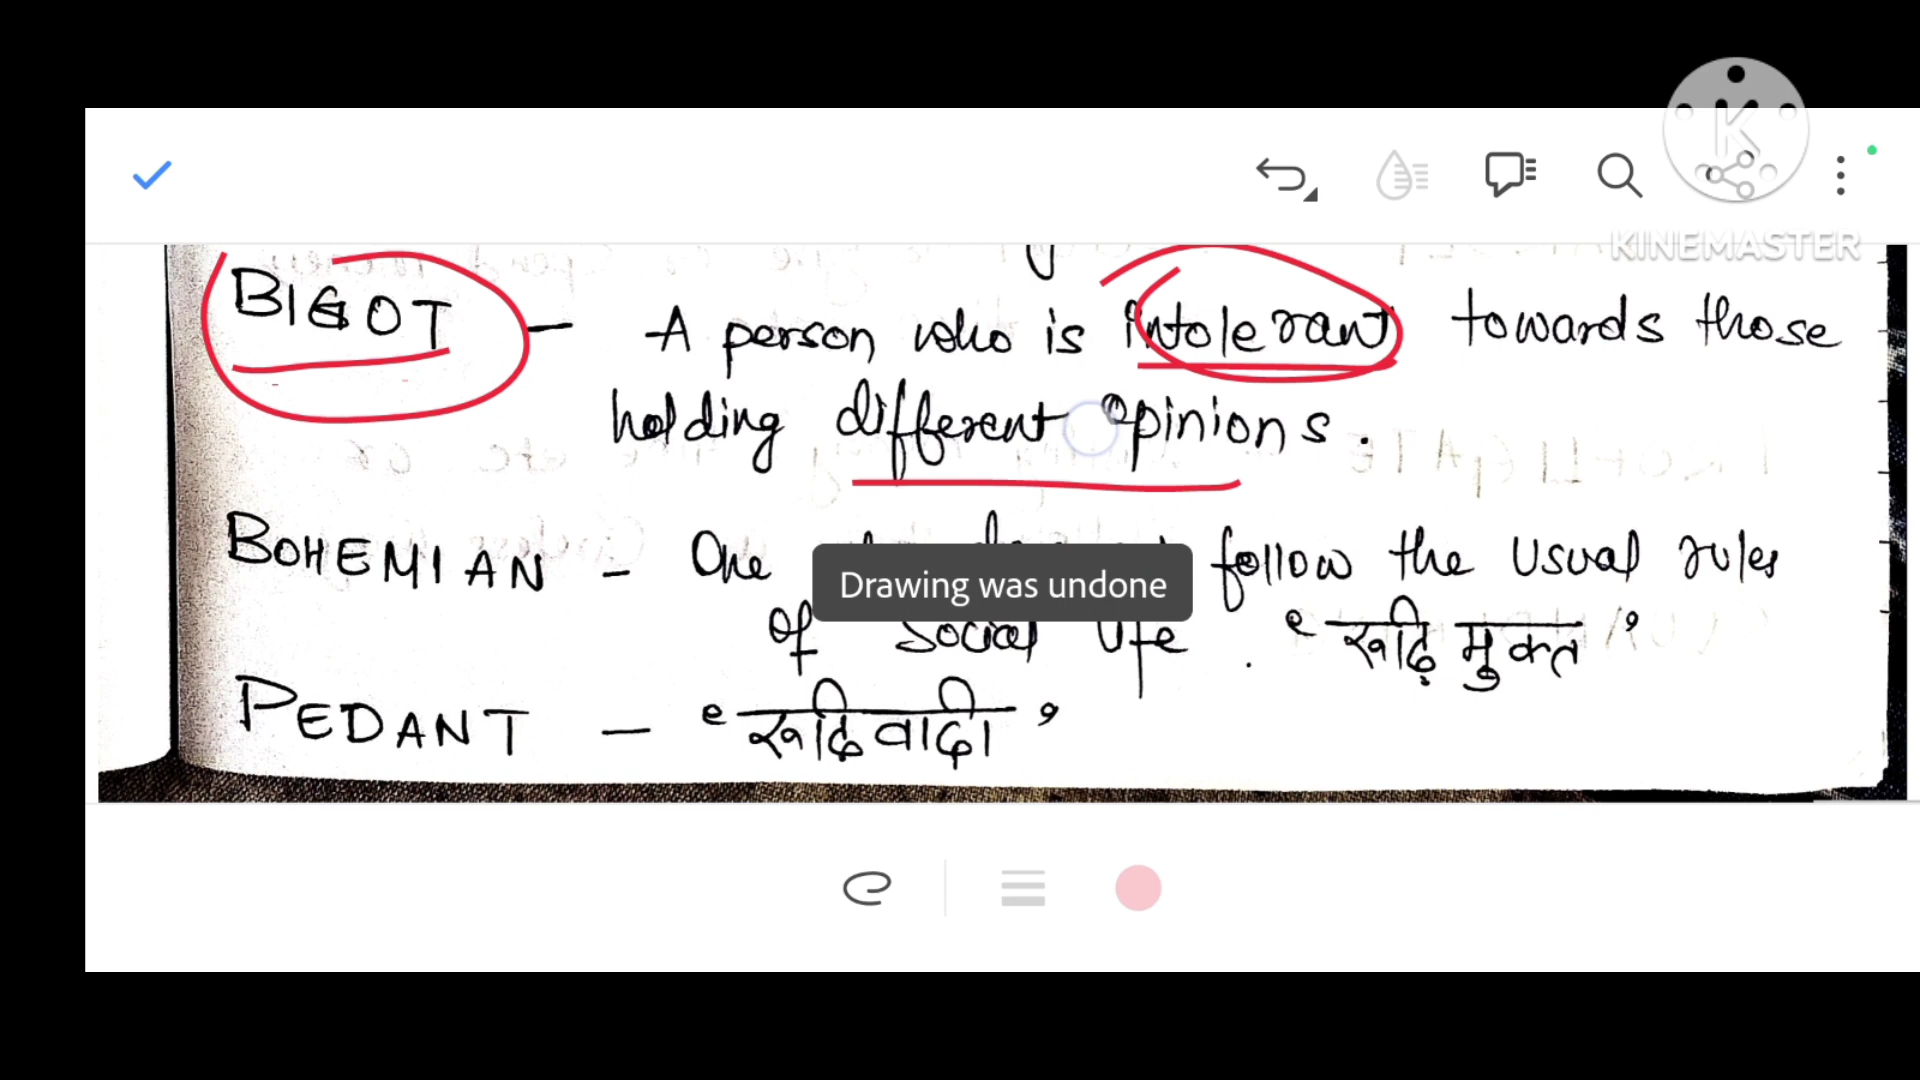 KINEMASTER
BIGOT - A person who is intolerant towards those
holding different opinions.
BOHEMIAN - One follow the usual rules
Drawing was undone
of social life. 'रूढ़ि मुक्त'
PEDANT - 'रूढ़िवादी'